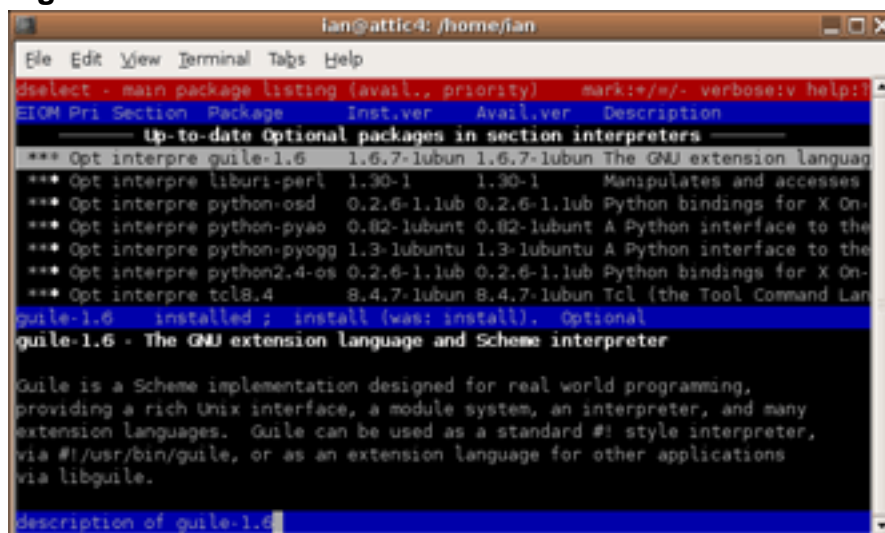 ian@attic4: /home/ian
File Edit View Terminal Tabs Help
dselect - main package listing (avail., priority) mark:+/=/- verbose:v help:?
EIOM Pri Section Package Inst.ver Avail.ver Description
Up-to-date Optional packages in section interpreters
*** Opt interpre guile-1.6 1.6.7-1ubun 1.6.7-1ubun The GNU extension languag
*** Opt interpre liburi-perl 1.30-1 1.30-1 Manipulates and accesses
*** Opt interpre python-osd 0.2.6-1.1ub 0.2.6-1.1ub Python bindings for X On-
*** Opt interpre python-pyao 0.82-1ubunt 0.82-1ubunt A Python interface to the
*** Opt interpre python-pyogg 1.3-1ubuntu 1.3-1ubuntu A Python interface to the
*** Opt interpre python2.4-os 0.2.6-1.1ub 0.2.6-1.1ub Python bindings for X On-
*** Opt interpre tcl8.4 8.4.7-1ubun 8.4.7-1ubun Tcl (the Tool Command Lan
guile-1.6 installed ; install (was: install). Optional
guile-1.6 - The GNU extension language and Scheme interpreter
Guile is a Scheme implementation designed for real world programming,
providing a rich Unix interface, a module system, an interpreter, and many
extension languages. Guile can be used as a standard #! style interpreter,
via #!/usr/bin/guile, or as an extension language for other applications
via libguile.
description of guile-1.6